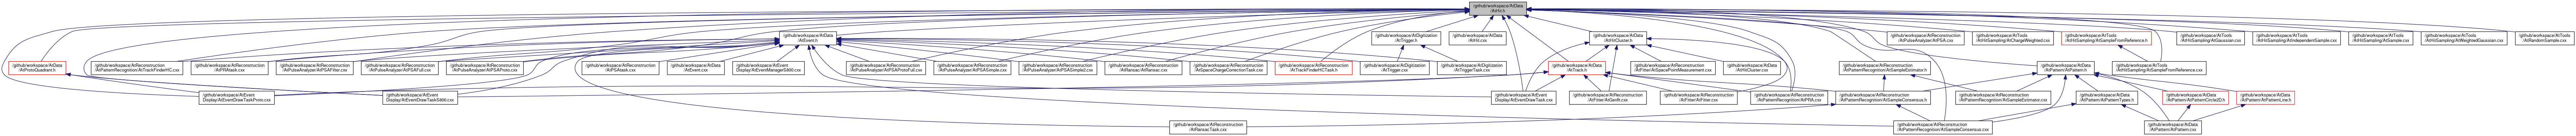 /github/workspace/AtData
/AtHit.h
/github/workspace/AtData
/AtEvent.h
/github/workspace/AtDigitization
/AtTrigger.h
/github/workspace/AtData
/AtHit.cxx
/github/workspace/AtData
/AtHitCluster.h
/github/workspace/AtReconstruction
/AtPulseAnalyzer/AtPSA.cxx
/github/workspace/AtTools
/AtHitSampling/AtChargeWeighted.cxx
/github/workspace/AtTools
/AtHitSampling/AtSampleFromReference.h
/github/workspace/AtTools
/AtHitSampling/AtGaussian.cxx
/github/workspace/AtTools
/AtHitSampling/AtIndependentSample.cxx
/github/workspace/AtTools
/AtHitSampling/AtSample.cxx
/github/workspace/AtTools
/AtHitSampling/AtWeightedGaussian.cxx
/github/workspace/AtTools
/AtRandomSample.cxx
/github/workspace/AtData
/AtProtoQuadrant.h
/github/workspace/AtReconstruction
/AtPatternRecognition/AtTrackFinderHC.cxx
/github/workspace/AtReconstruction
/AtPRAtask.cxx
/github/workspace/AtReconstruction
/AtPulseAnalyzer/AtPSAFilter.cxx
/github/workspace/AtReconstruction
/AtPulseAnalyzer/AtPSAFull.cxx
/github/workspace/AtReconstruction
/AtPulseAnalyzer/AtPSAProto.cxx
/github/workspace/AtReconstruction
/AtPSAtask.cxx
/github/workspace/AtData
/AtEvent.cxx
/github/workspace/AtEvent
Display/AtEventManagerS800.cxx
/github/workspace/AtReconstruction
/AtPulseAnalyzer/AtPSAProtoFull.cxx
/github/workspace/AtReconstruction
/AtPulseAnalyzer/AtPSASimple.cxx
/github/workspace/AtReconstruction
/AtPulseAnalyzer/AtPSASimple2.cxx
/github/workspace/AtReconstruction
/AtRansac/AtRansac.cxx
/github/workspace/AtReconstruction
/AtSpaceChargeCorrectionTask.cxx
/github/workspace/AtReconstruction
/AtTrackFinderHCTask.h
/github/workspace/AtDigitization
/AtTrigger.cxx
/github/workspace/AtDigitization
/AtTriggerTask.cxx
/github/workspace/AtData
/AtTrack.h
/github/workspace/AtReconstruction
/AtFitter/AtSpacePointMeasurement.cxx
/github/workspace/AtData
/AtHitCluster.cxx
/github/workspace/AtReconstruction
/AtPatternRecognition/AtSampleEstimator.h
/github/workspace/AtData
/AtPattern/AtPattern.h
/github/workspace/AtTools
/AtHitSampling/AtSampleFromReference.cxx
/github/workspace/AtEvent
Display/AtEventDrawTaskProto.cxx
/github/workspace/AtEvent
Display/AtEventDrawTaskS800.cxx
/github/workspace/AtEvent
Display/AtEventDrawTask.cxx
/github/workspace/AtReconstruction
/AtFitter/AtGenfit.cxx
/github/workspace/AtReconstruction
/AtFitter/AtFitter.cxx
/github/workspace/AtReconstruction
/AtPatternRecognition/AtPRA.cxx
/github/workspace/AtReconstruction
/AtPatternRecognition/AtSampleConsensus.h
/github/workspace/AtReconstruction
/AtPatternRecognition/AtSampleEstimator.cxx
/github/workspace/AtData
/AtPattern/AtPatternTypes.h
/github/workspace/AtData
/AtPattern/AtPatternCircle2D.h
/github/workspace/AtData
/AtPattern/AtPatternLine.h
/github/workspace/AtReconstruction
/AtRansacTask.cxx
/github/workspace/AtReconstruction
/AtPatternRecognition/AtSampleConsensus.cxx
/github/workspace/AtData
/AtPattern/AtPattern.cxx